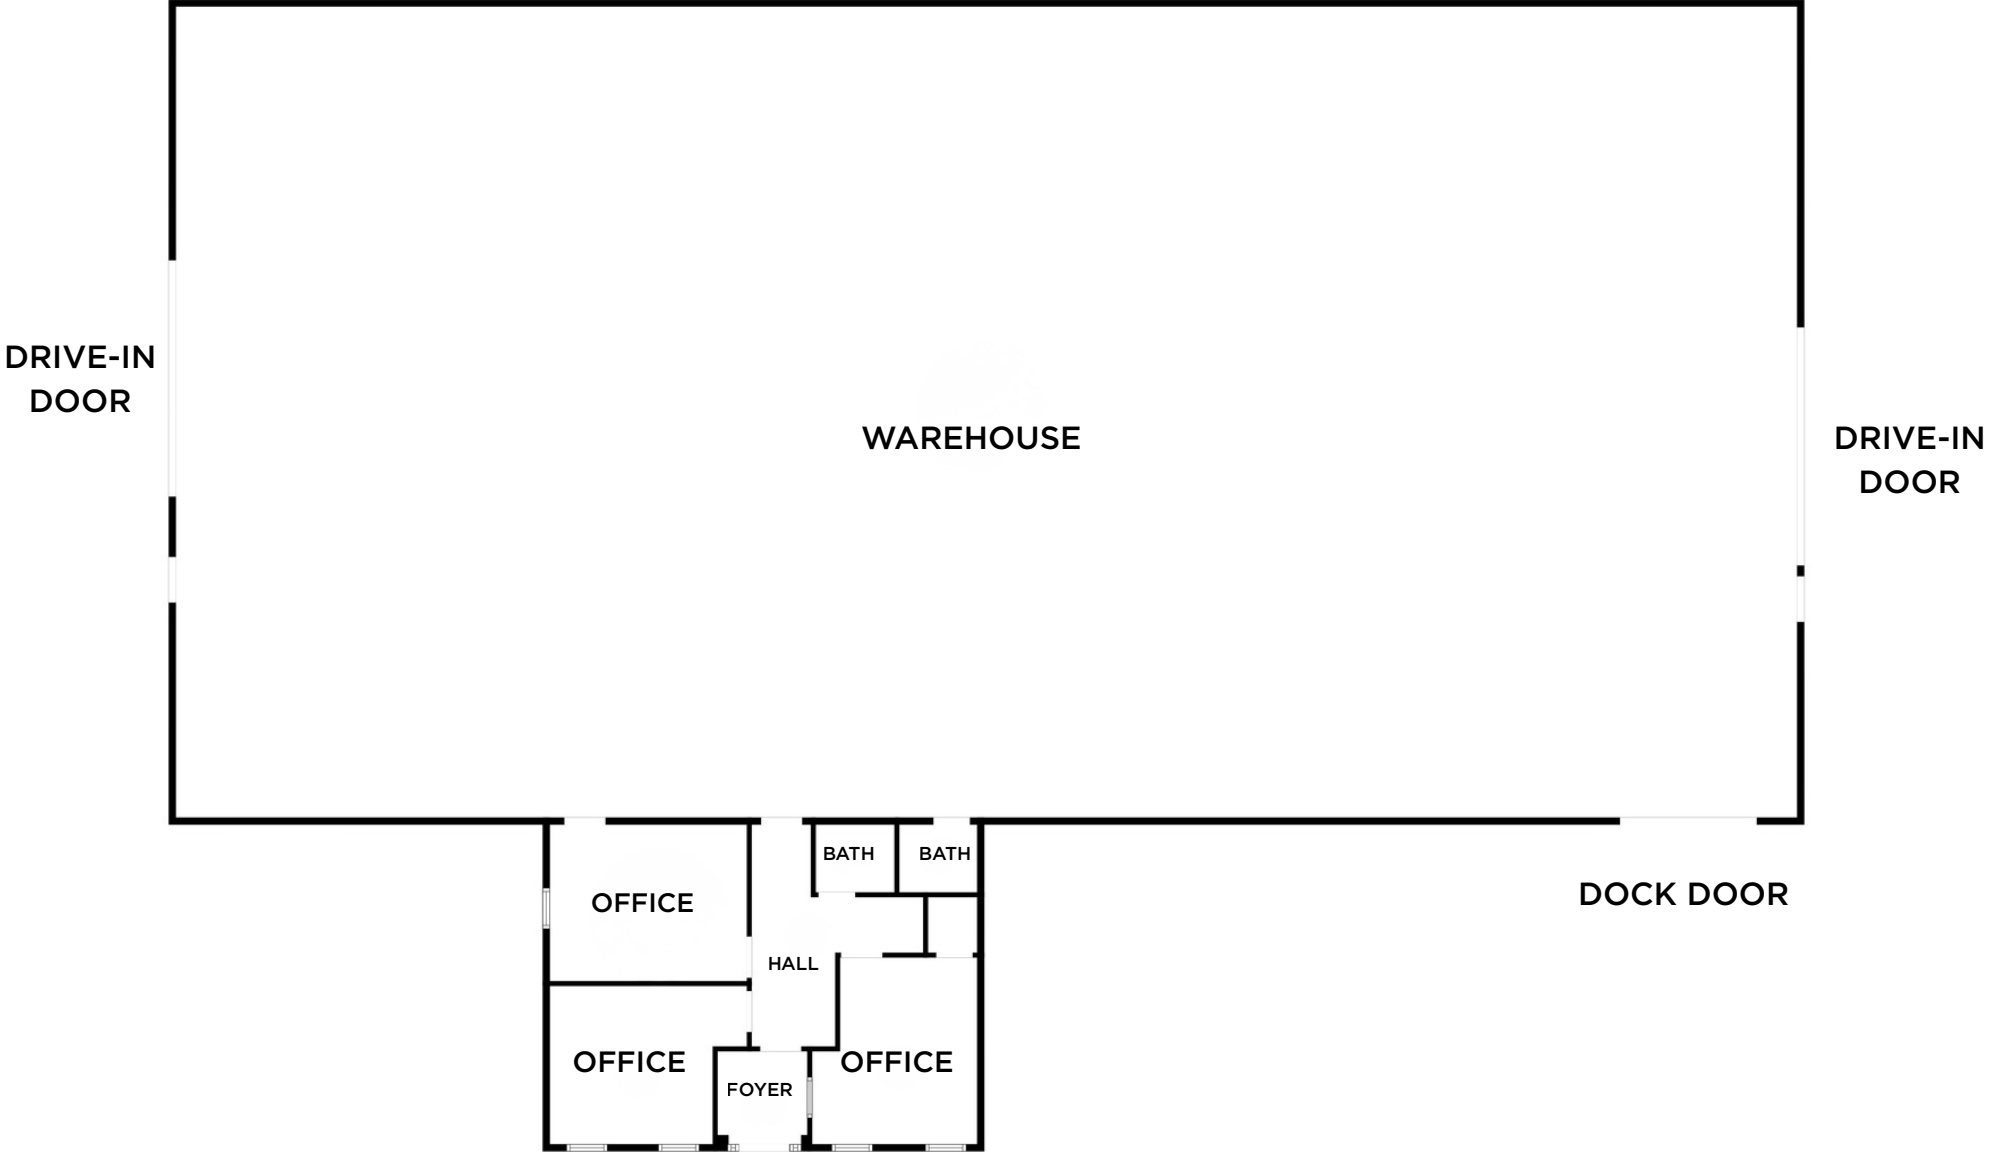 DRIVE-IN
DOOR
WAREHOUSE
DRIVE-IN
DOOR
BATH
BATH
DOCK DOOR
OFFICE
HALL
OFFICE
OFFICE
FOYER